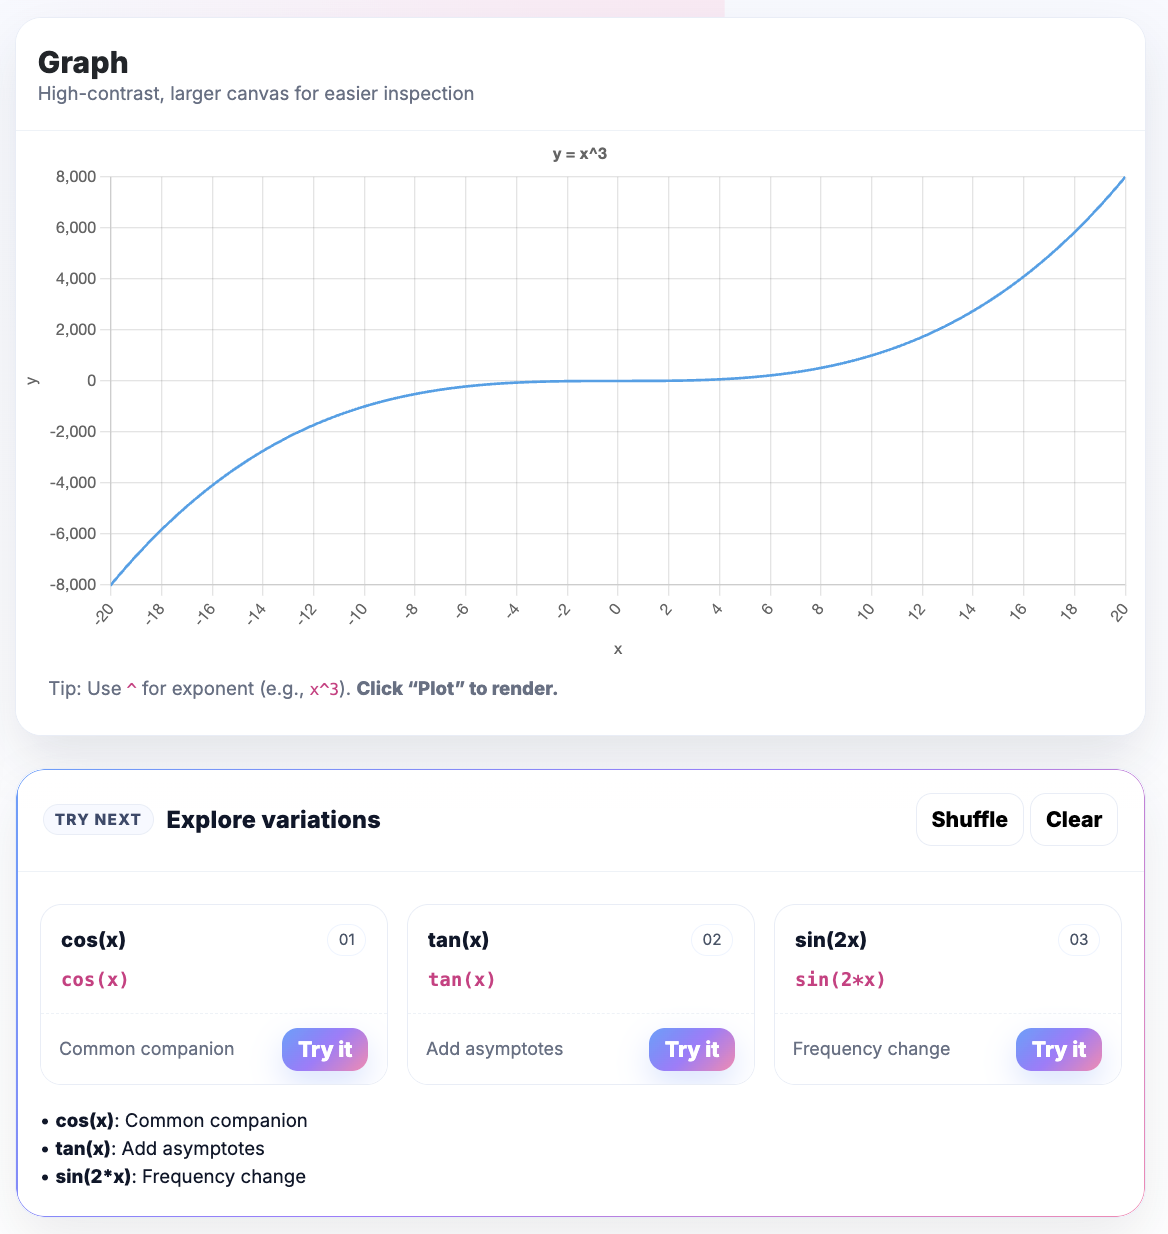 Graph
High-contrast, larger canvas for easier inspection
y = x^3
8,000
6,000
4,000
2,000
0
-2,000
-4,000
-6,000
-8,000
y
-20 -18 -16 -14 -12 -10 -8 -6 -4 -2 0 2 4 6 8 10 12 14 16 18 20
x
Tip: Use ^ for exponent (e.g., x^3). Click “Plot” to render.
TRY NEXT Explore variations Shuffle Clear
cos(x) 01
cos(x)
Common companion Try it
tan(x) 02
tan(x)
Add asymptotes Try it
sin(2x) 03
sin(2*x)
Frequency change Try it
• cos(x): Common companion
• tan(x): Add asymptotes
• sin(2*x): Frequency change